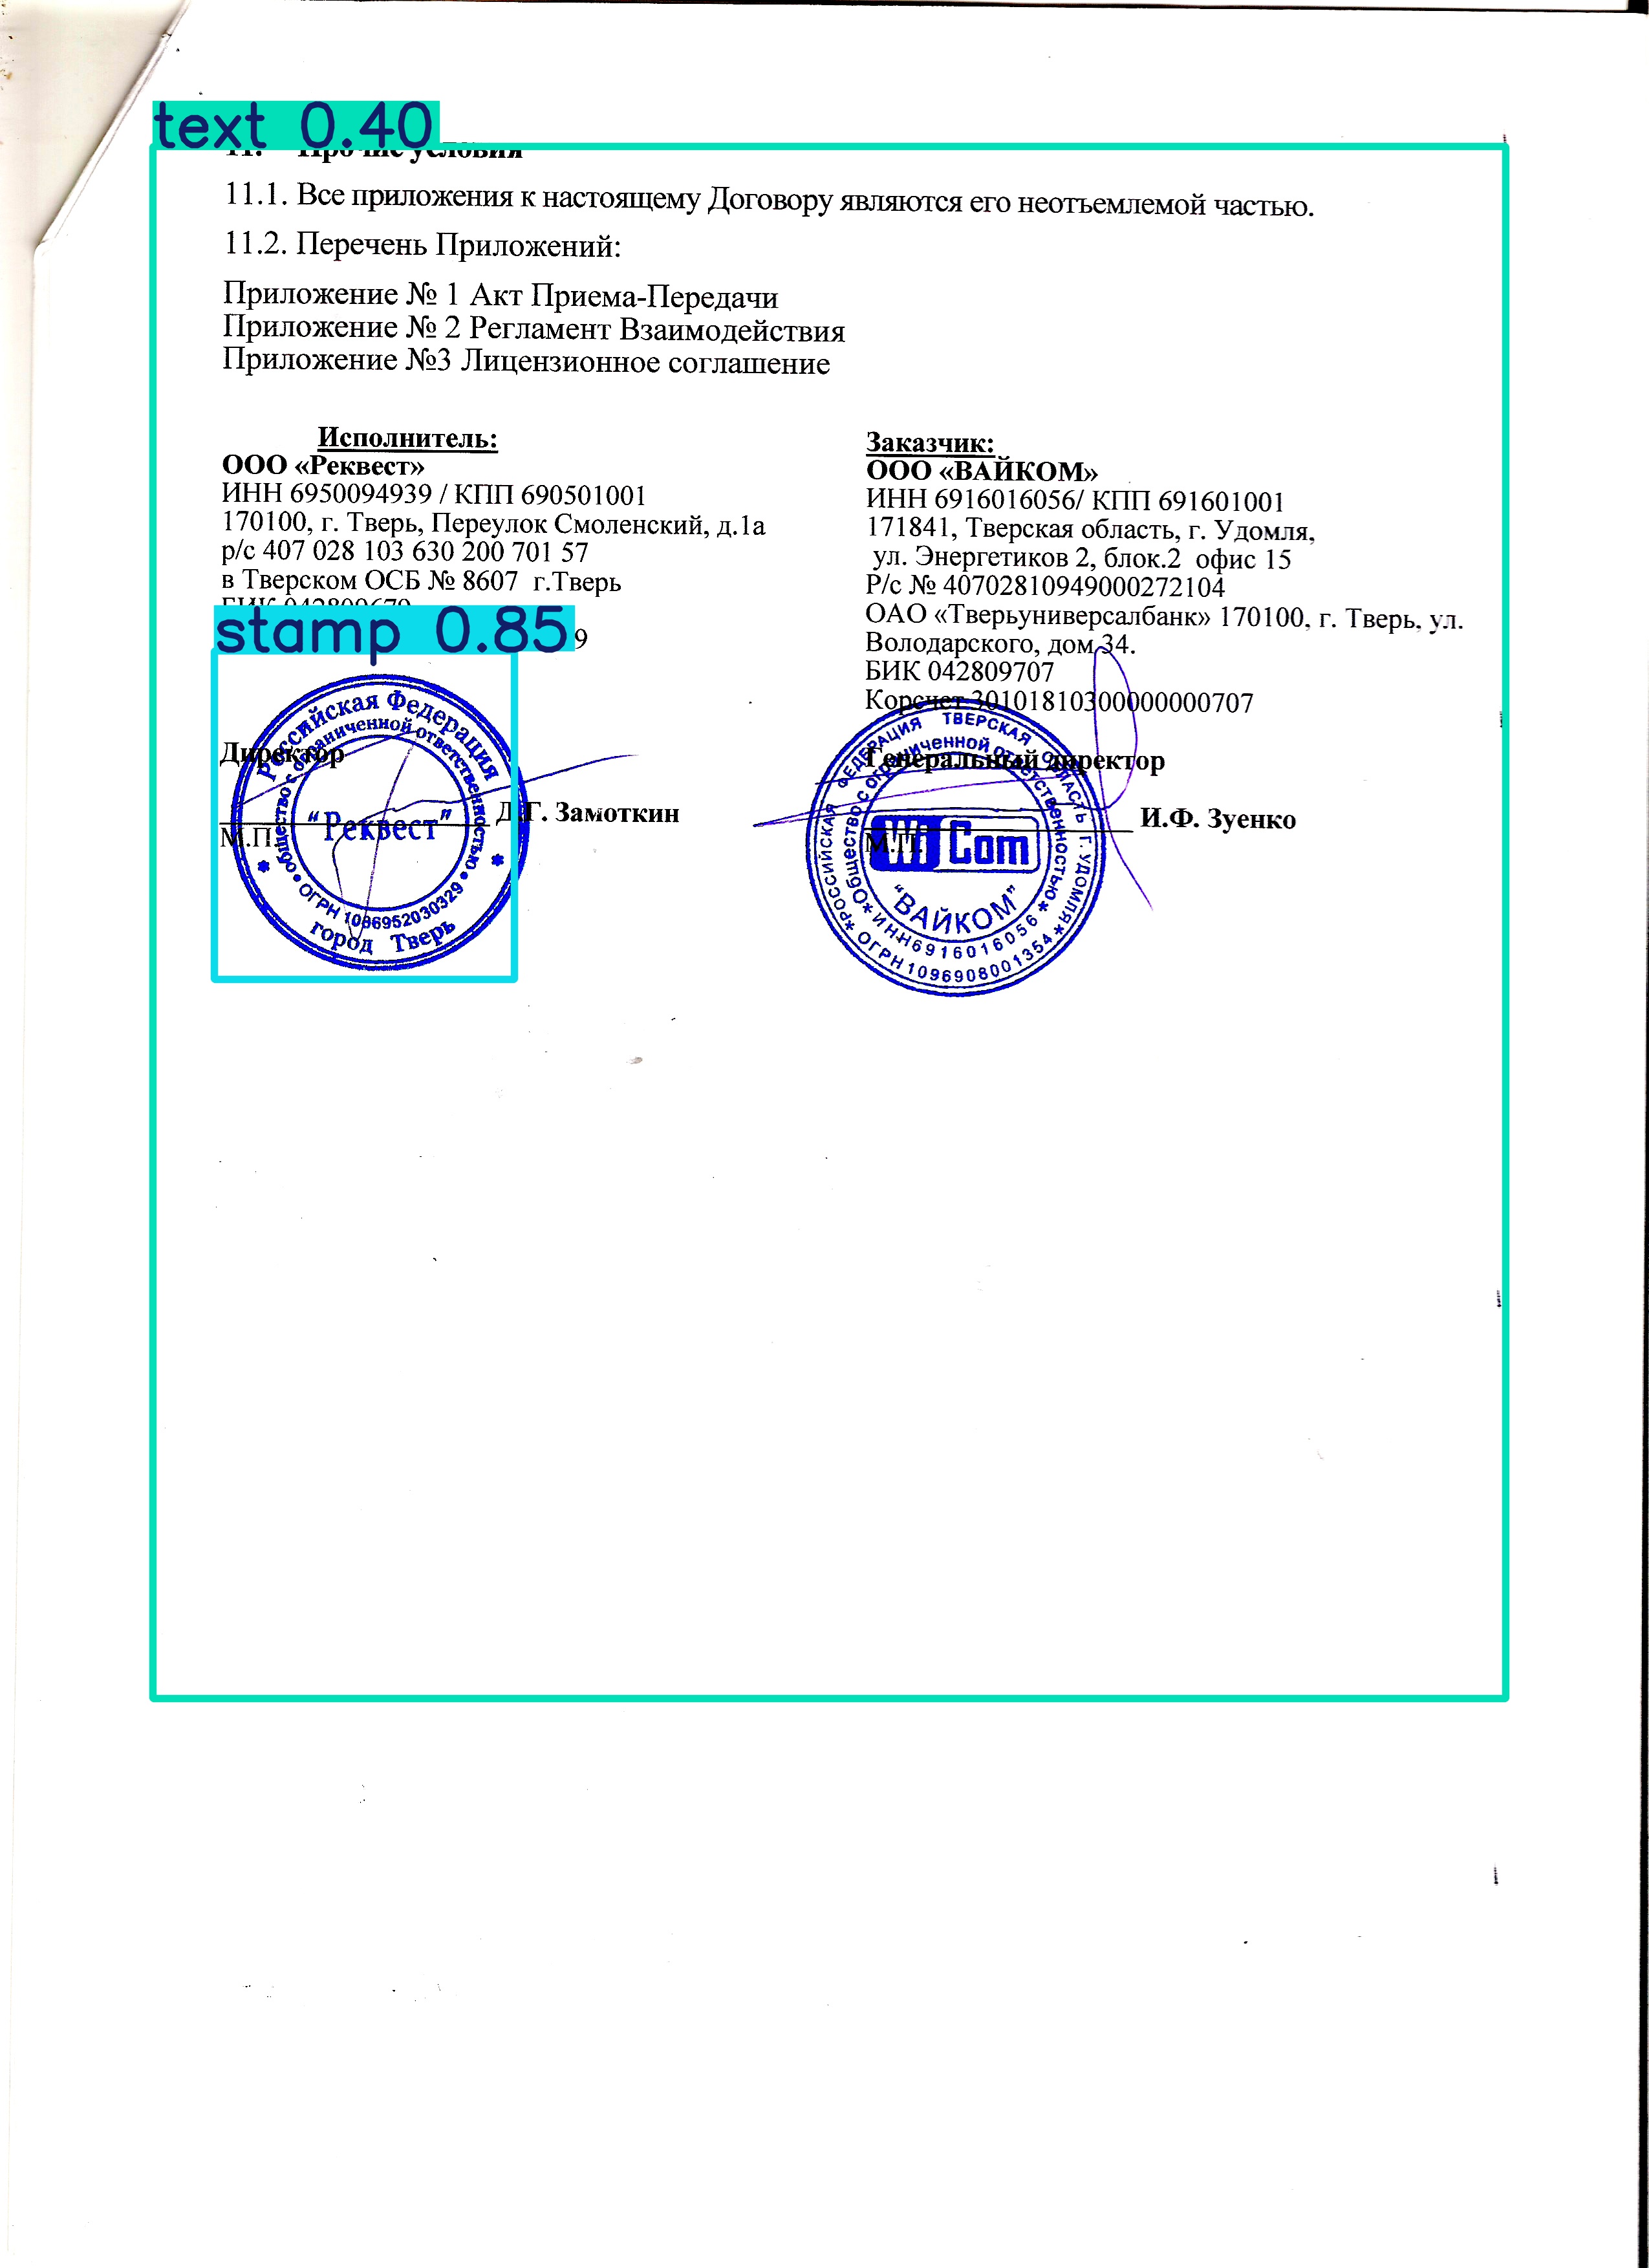 text 0.40
11. Прочие условия
11.1. Все приложения к настоящему Договору являются его неотъемлемой частью.
11.2. Перечень Приложений:
Приложение № 1 Акт Приема-Передачи
Приложение № 2 Регламент Взаимодействия
Приложение №3 Лицензионное соглашение
Исполнитель:
ООО «Реквест»
ИНН 6950094939 / КПП 690501001
170100, г. Тверь, Переулок Смоленский, д.1а
р/с 407 028 103 630 200 701 57
в Тверском ОСБ № 8607 г.Тверь
БИК 042809679
stamp 0.85
9
Директор
Д.Г. Замоткин
М.П.
Российская Федерация
общество с ограниченной ответственностью
"Реквест"
ОГРН 1086952030329
город Тверь
Заказчик:
ООО «ВАЙКОМ»
ИНН 6916016056/ КПП 691601001
171841, Тверская область, г. Удомля,
ул. Энергетиков 2, блок.2 офис 15
Р/с № 40702810949000272104
ОАО «Тверьуниверсалбанк» 170100, г. Тверь, ул.
Володарского, дом 34.
БИК 042809707
Корсчет 30101810300000000707
Генеральный директор
И.Ф. Зуенко
М.П.
РОССИЙСКАЯ ФЕДЕРАЦИЯ ТВЕРСКАЯ ОБЛАСТЬ Г. УДОМЛЯ
Общество с ограниченной ответственностью
Wi Com
"ВАЙКОМ"
ИНН 6916016056
ОГРН 1096908001354